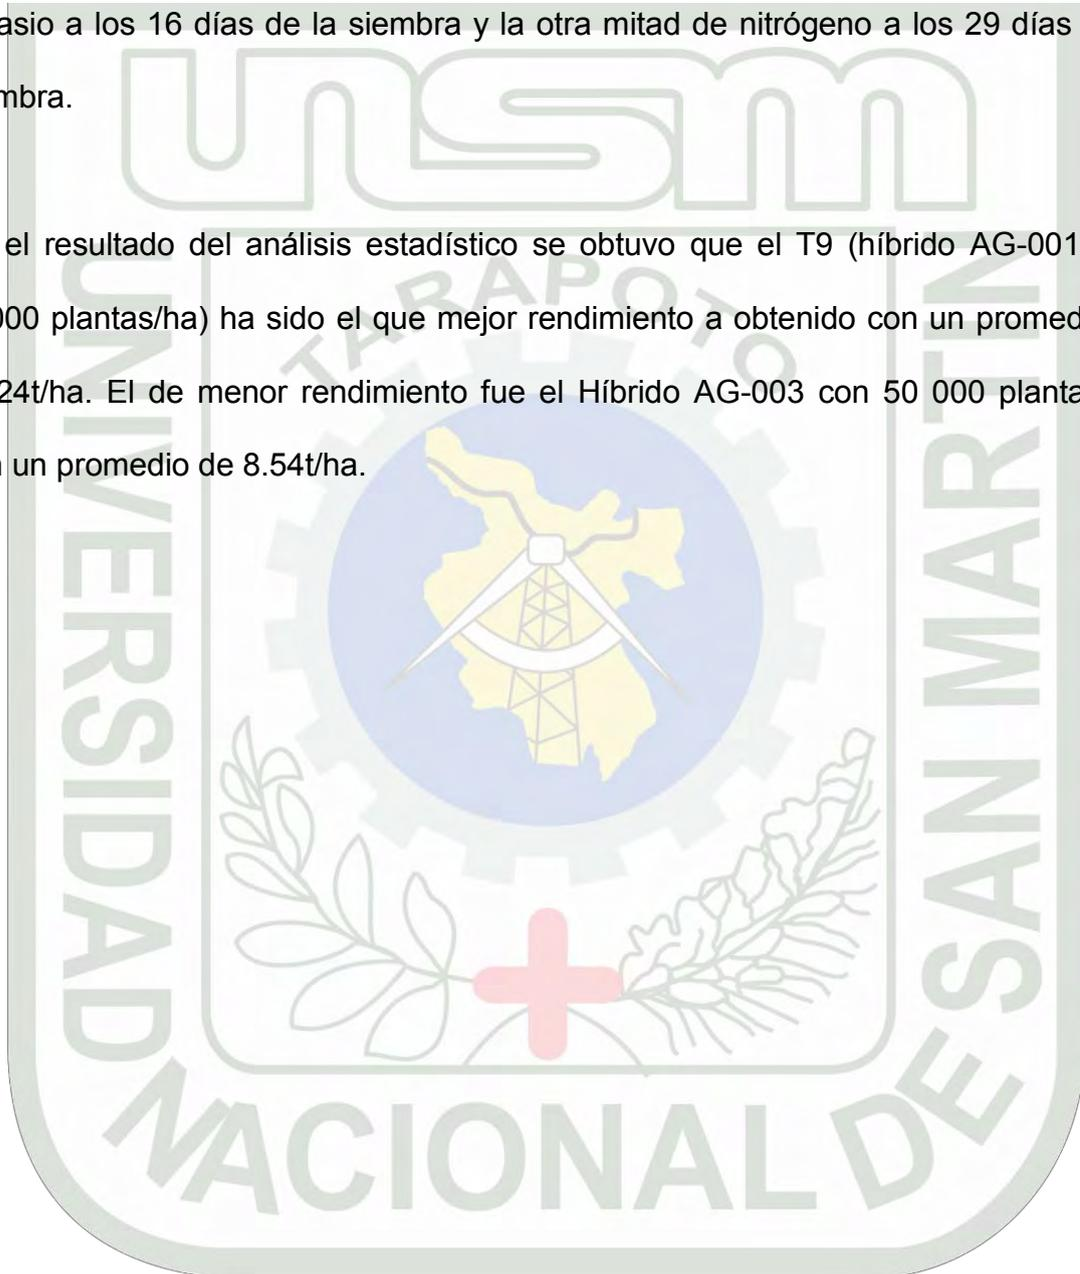 asio a los 16 días de la siembra y la otra mitad de nitrógeno a los 29 días
mbra.
el resultado del análisis estadístico se obtuvo que el T9 (híbrido AG-001
000 plantas/ha) ha sido el que mejor rendimiento a obtenido con un promed
24t/ha. El de menor rendimiento fue el Híbrido AG-003 con 50 000 planta
un promedio de 8.54t/ha.
unsm
TARAPOTO
UNIVERSIDAD NACIONAL DE SAN MARTIN